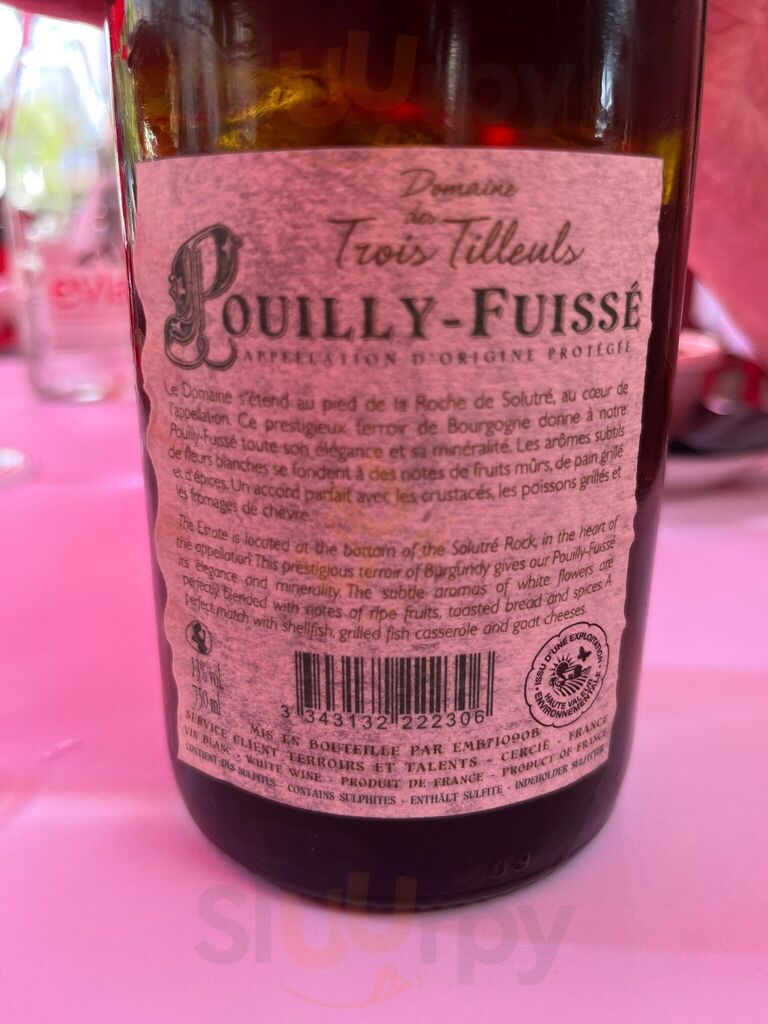 Domaine
des
Trois Tilleuls
POUILLY-FUISSÉ
APPELLATION D'ORIGINE PROTÉGÉE
Le Domaine s'étend au pied de la Roche de Solutré, au cœur de
l'appellation. Ce prestigieux terroir de Bourgogne donne à notre
Pouilly-Fuissé toute son élégance et sa minéralité. Les arômes subtils
de fleurs blanches se fondent à des notes de fruits mûrs, de pain grillé
et d'épices. Un accord parfait avec les crustacés, les poissons grillés et
les fromages de chèvre.
The Estate is located at the bottom of the Solutré Rock, in the heart of
the appellation. This prestigious terroir of Burgundy gives our Pouilly-Fuissé
its elegance and minerality. The subtle aromas of white flowers are
perfectly blended with notes of ripe fruits, toasted bread and spices. A
perfect match with shellfish, grilled fish casserole and goat cheeses.
13%vol.
750 ml
3 343132 222306
ISSU D'UNE EXPLOITATION
HAUTE VALEUR
ENVIRONNEMENTALE
MIS EN BOUTEILLE PAR EMB71090B
SERVICE CLIENT TERROIRS ET TALENTS - CERCIÉ - FRANCE
VIN BLANC - WHITE WINE - PRODUIT DE FRANCE - PRODUCT OF FRANCE
CONTIENT DES SULFITES - CONTAINS SULPHITES - ENTHÄLT SULFITE - INDEHOLDER SULFITTER
evia
09
Sluurpy
Sluurpy